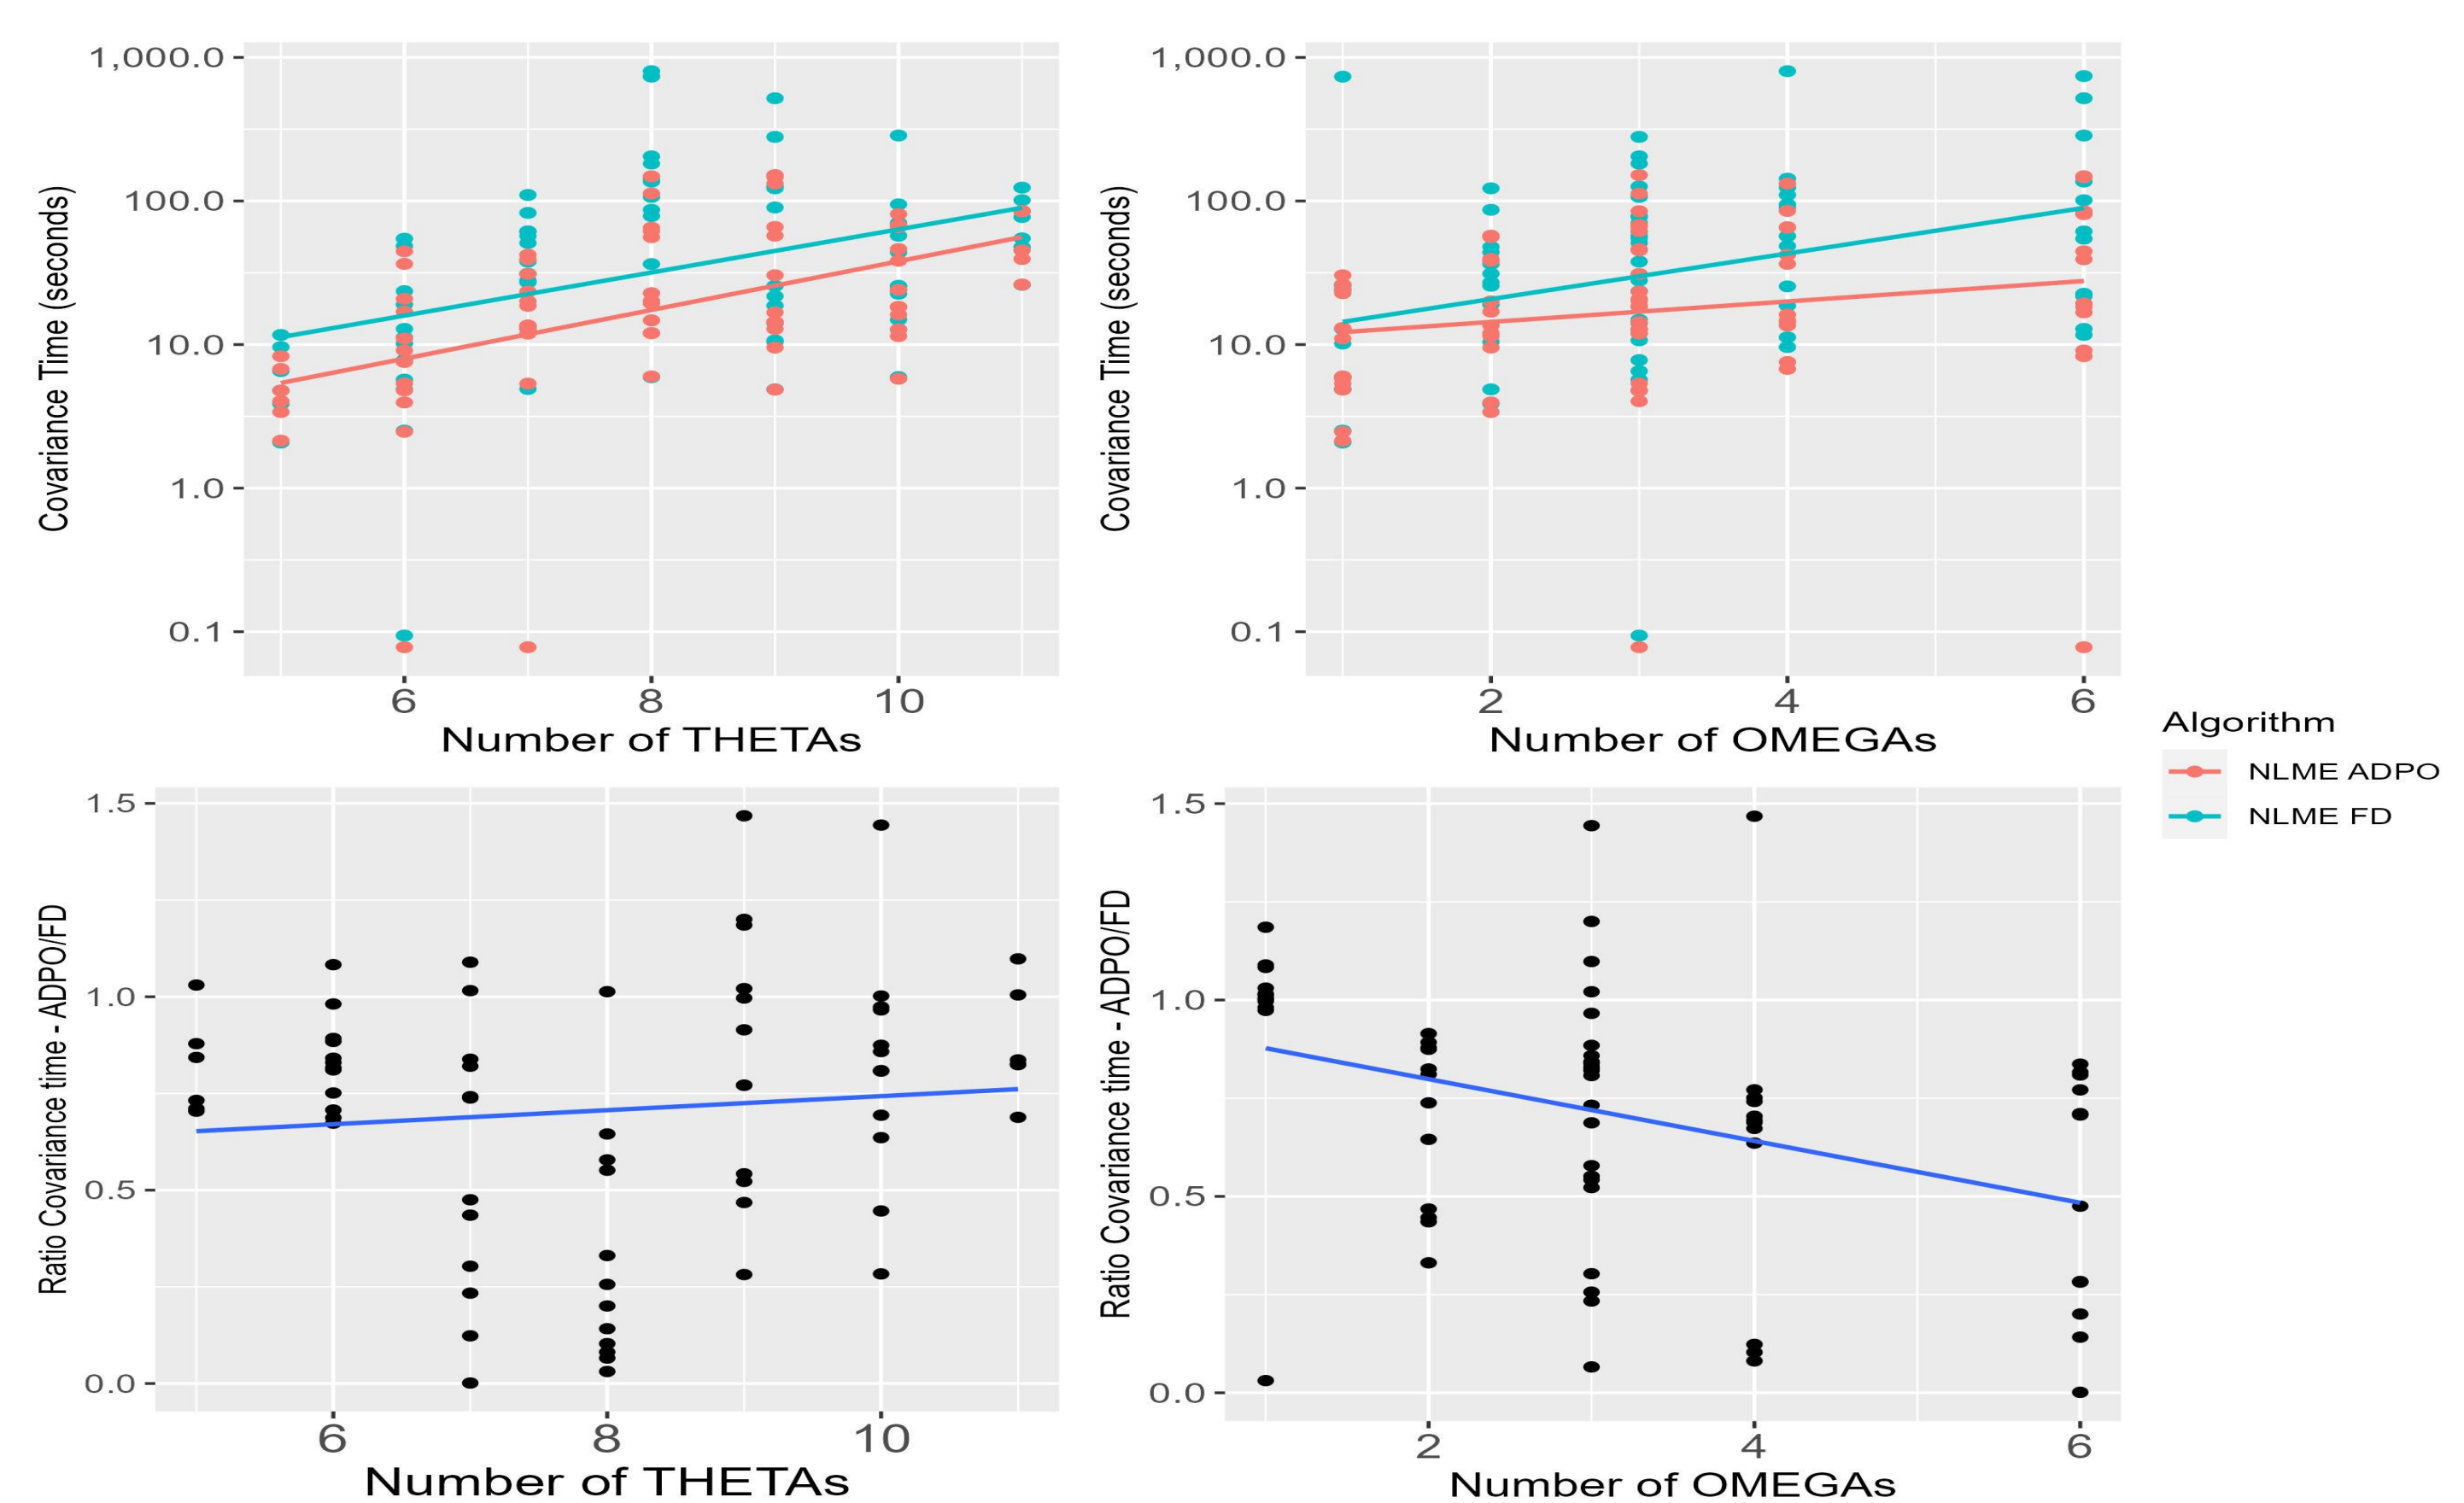 1,000.0
100.0
10.0
1.0
0.1
Covariance Time (seconds)
6 8 10
Number of THETAs
1,000.0
100.0
10.0
1.0
0.1
Covariance Time (seconds)
2 4 6
Number of OMEGAs
Algorithm
NLME ADPO
NLME FD
1.5
1.0
0.5
0.0
Ratio Covariance time - ADPO/FD
6 8 10
Number of THETAs
1.5
1.0
0.5
0.0
Ratio Covariance time - ADPO/FD
2 4 6
Number of OMEGAs